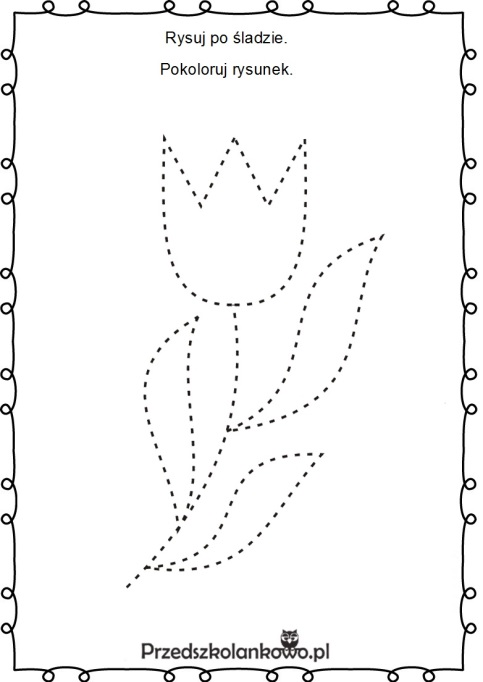 Rysuj po śladzie.
Pokoloruj rysunek.
Przedszkolankowo.pl